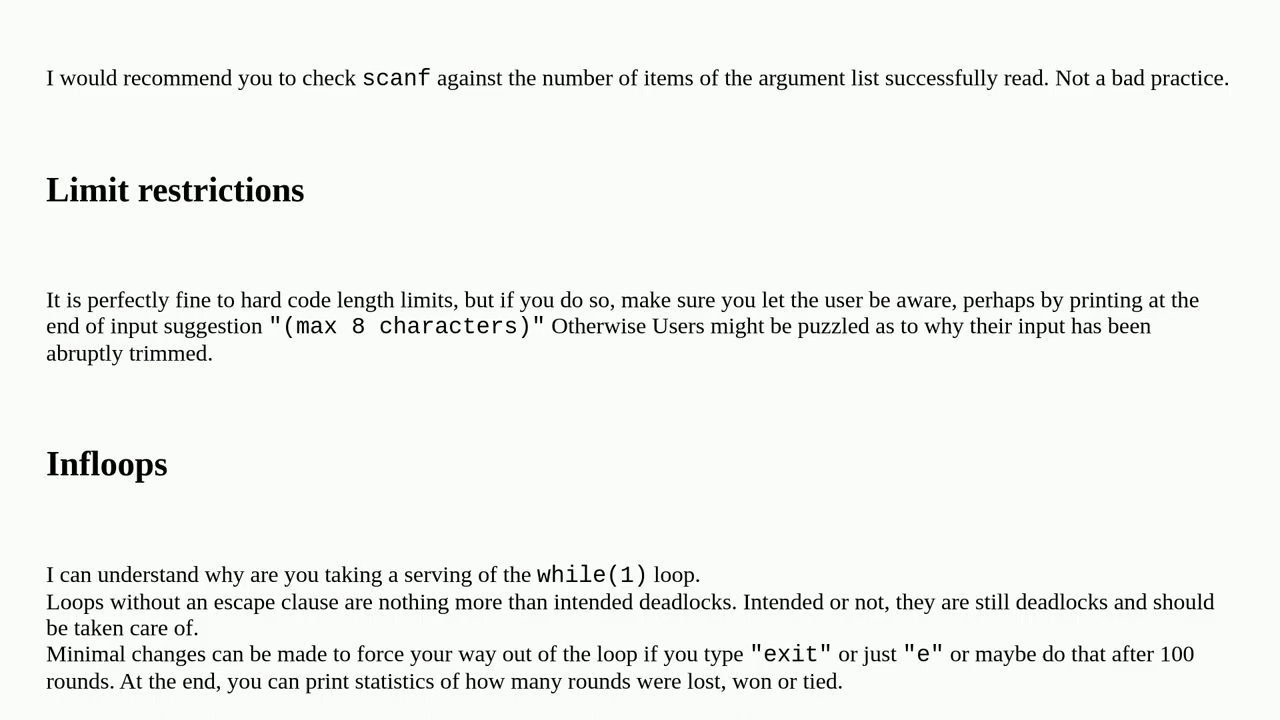 I would recommend you to check scanf against the number of items of the argument list successfully read. Not a bad practice.
Limit restrictions
It is perfectly fine to hard code length limits, but if you do so, make sure you let the user be aware, perhaps by printing at the
end of input suggestion "(max 8 characters)" Otherwise Users might be puzzled as to why their input has been
abruptly trimmed.
Infloops
I can understand why are you taking a serving of the while(1) loop.
Loops without an escape clause are nothing more than intended deadlocks. Intended or not, they are still deadlocks and should
be taken care of.
Minimal changes can be made to force your way out of the loop if you type "exit" or just "e" or maybe do that after 100
rounds. At the end, you can print statistics of how many rounds were lost, won or tied.